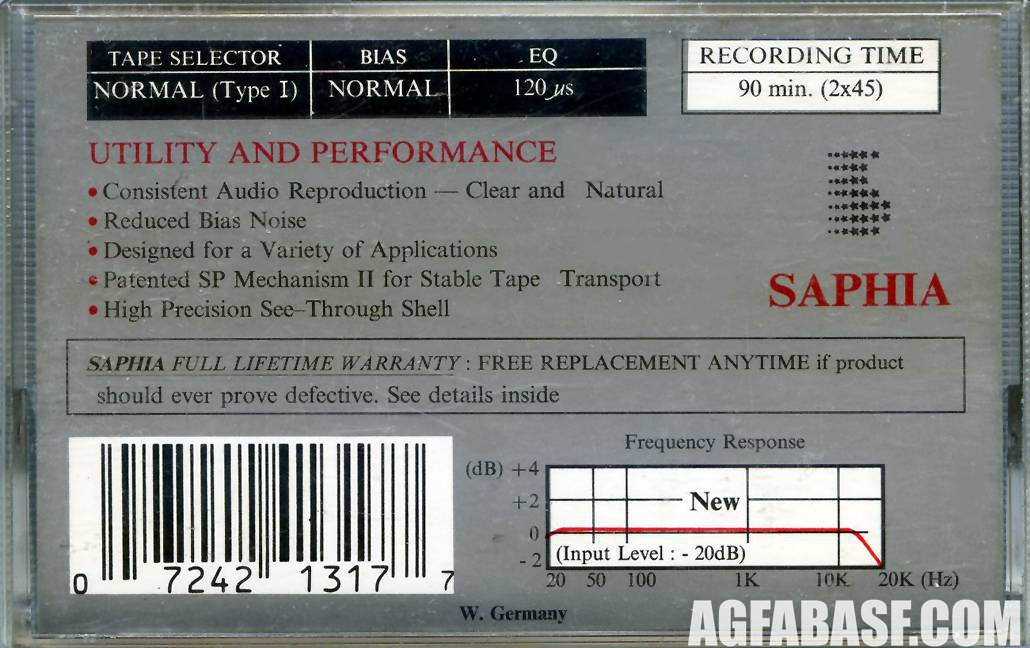 TAPE SELECTOR BIAS EQ RECORDING TIME
NORMAL (Type I) NORMAL 120 µs 90 min. (2x45)
UTILITY AND PERFORMANCE
• Consistent Audio Reproduction — Clear and Natural
• Reduced Bias Noise
• Designed for a Variety of Applications
• Patented SP Mechanism II for Stable Tape Transport
• High Precision See–Through Shell
SAPHIA
SAPHIA FULL LIFETIME WARRANTY : FREE REPLACEMENT ANYTIME if product
should ever prove defective. See details inside
0 7242 1317 7
Frequency Response
(dB) +4
+2
New
0
-2
(Input Level : - 20dB)
20 50 100 1K 10K 20K (Hz)
W. Germany
AGFABASF.COM